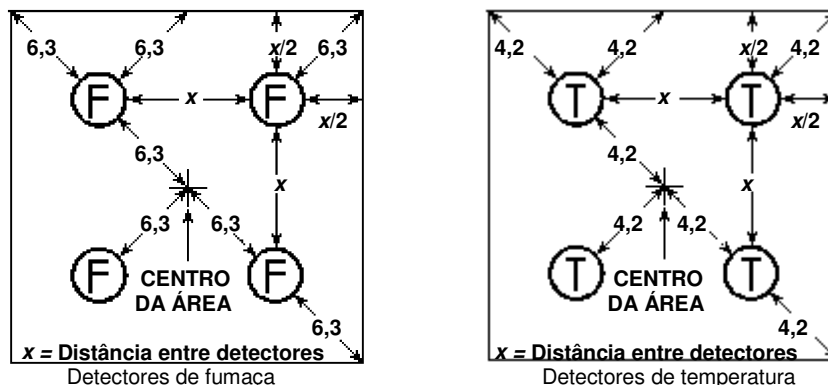 6,3 6,3 x/2 6,3
F x F x/2
6,3 x
6,3 6,3
F CENTRO DA ÁREA F
6,3
x = Distância entre detectores
Detectores de fumaca
4,2 4,2 x/2 4,2
T x T x/2
4,2 x
4,2 4,2
T CENTRO DA ÁREA T
4,2
x = Distância entre detectores
Detectores de temperatura